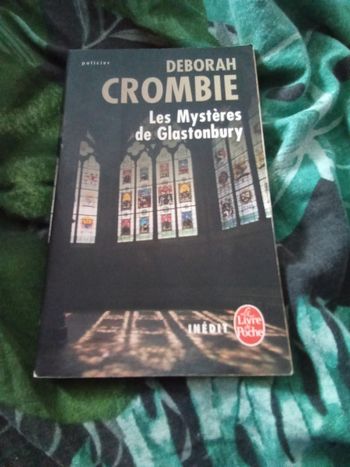 policier
DEBORAH
CROMBIE
Les Mystères
de Glastonbury
INÉDIT
Le
Livre
de
Poche